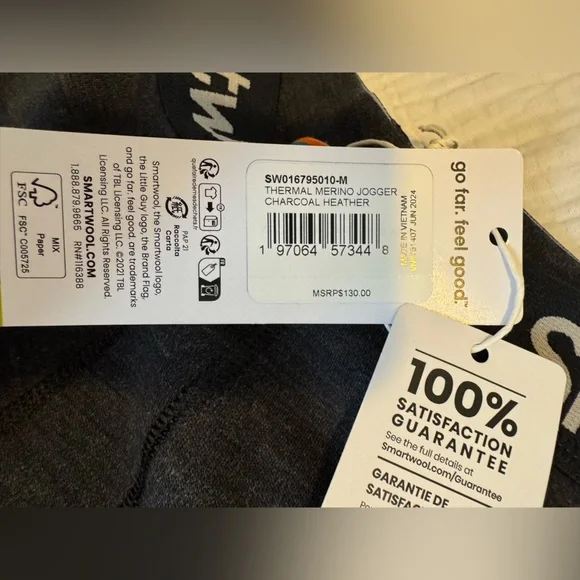 tw
SW016795010-M
THERMAL MERINO JOGGER
CHARCOAL HEATHER
1 97064 57344 8
MSRP$130.00
MADE IN VIETNAM
JUN 2024
go far. feel good.™
quefairedemesdechets.fr
PAP 21
Raccolta
Carta
Smartwool, the Smartwool logo,
the Little Guy logo, the Brand Flag,
and go far. feel good. are trademarks
of TBL Licensing LLC. ©2021 TBL
Licensing LLC. All Rights Reserved.
SMARTWOOL.COM
1.888.879.9665 RN#116388
FSC
MIX
Paper
FSC® C005725
100%
SATISFACTION
GUARANTEE
See the full details at
Smartwool.com/Guarantee
GARANTIE DE